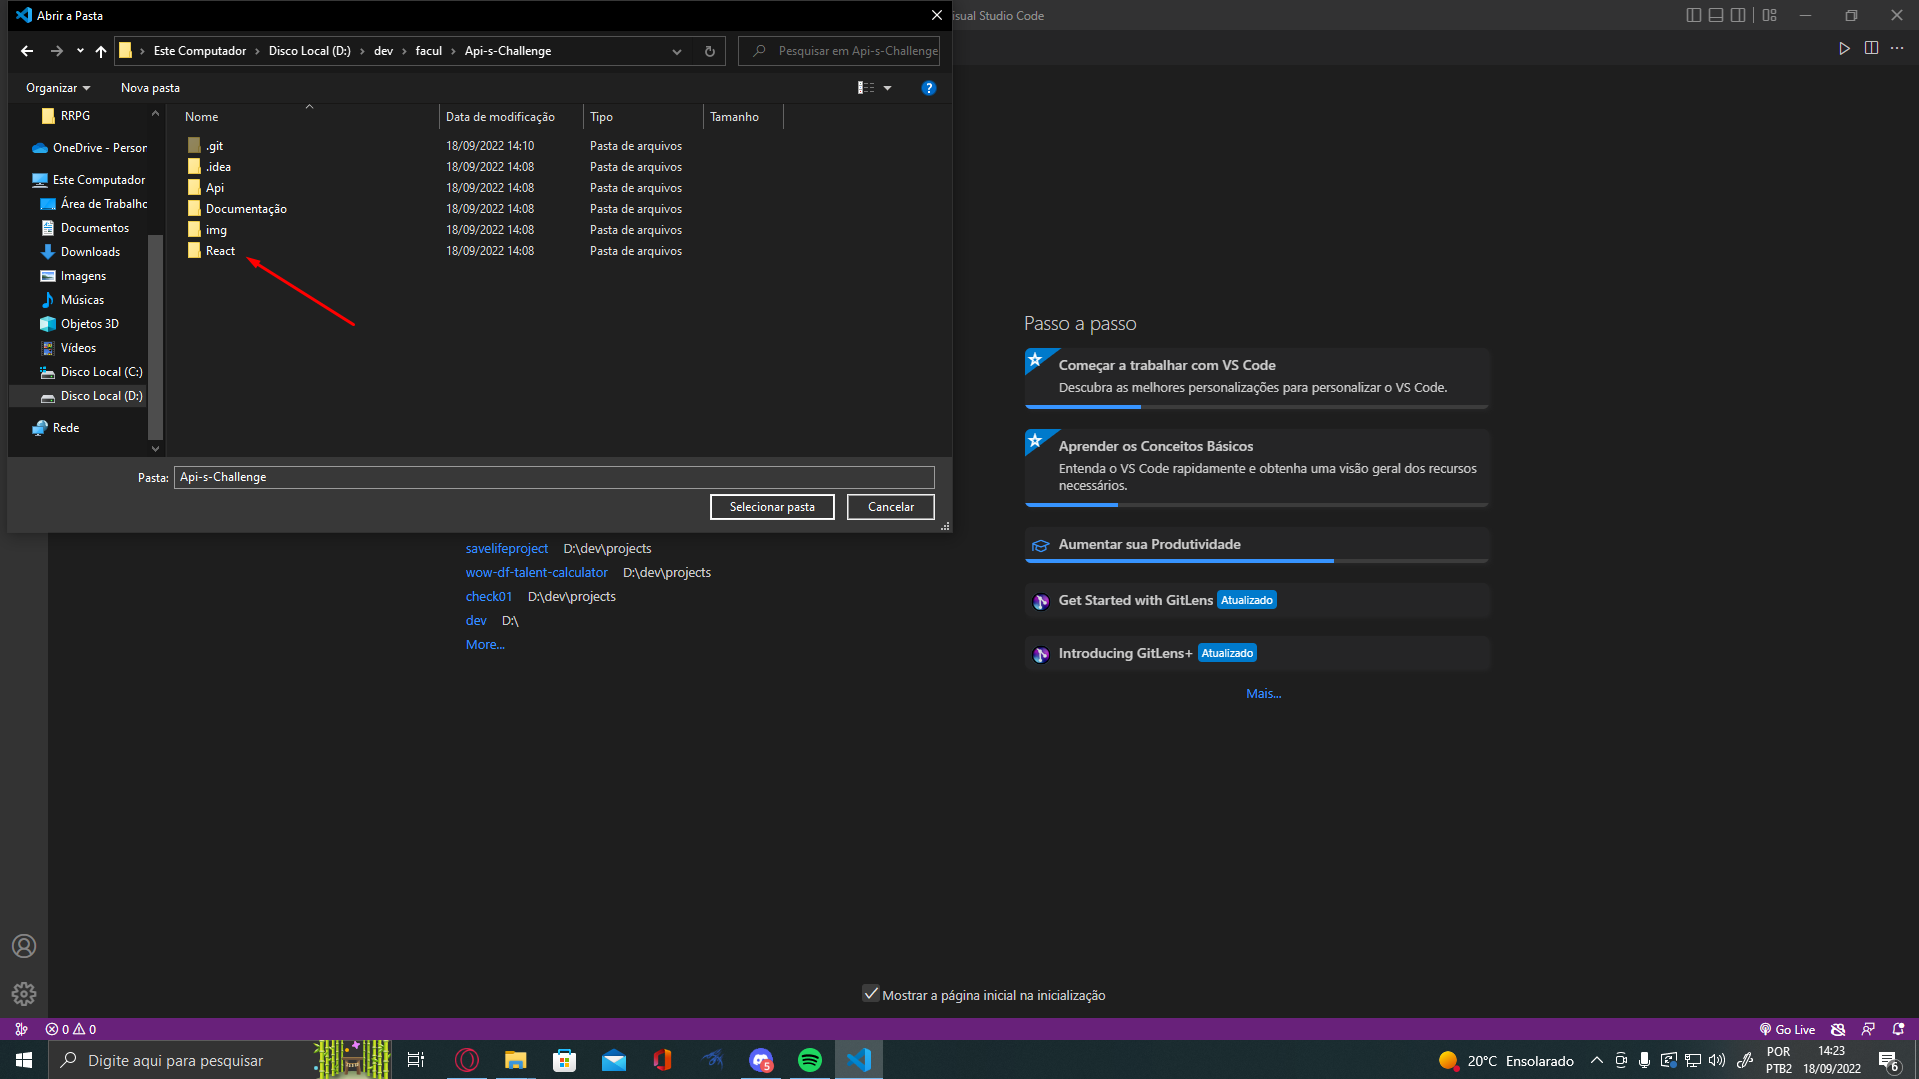 Abrir a Pasta
isual Studio Code
Este Computador > Disco Local (D:) > dev > facul > Api-s-Challenge
Pesquisar em Api-s-Challenge
Organizar
Nova pasta
Nome Data de modificação Tipo Tamanho
.git 18/09/2022 14:10 Pasta de arquivos
.idea 18/09/2022 14:08 Pasta de arquivos
Api 18/09/2022 14:08 Pasta de arquivos
Documentação 18/09/2022 14:08 Pasta de arquivos
img 18/09/2022 14:08 Pasta de arquivos
React 18/09/2022 14:08 Pasta de arquivos
RRPG
OneDrive - Person
Este Computador
Área de Trabalho
Documentos
Downloads
Imagens
Músicas
Objetos 3D
Vídeos
Disco Local (C:)
Disco Local (D:)
Rede
Pasta: Api-s-Challenge
Selecionar pasta
Cancelar
savelifeproject D:\dev\projects
wow-df-talent-calculator D:\dev\projects
check01 D:\dev\projects
dev D:\
More...
Passo a passo
Começar a trabalhar com VS Code
Descubra as melhores personalizações para personalizar o VS Code.
Aprender os Conceitos Básicos
Entenda o VS Code rapidamente e obtenha uma visão geral dos recursos
necessários.
Aumentar sua Produtividade
Get Started with GitLens Atualizado
Introducing GitLens+ Atualizado
Mais...
Mostrar a página inicial na inicialização
0 0
Go Live
Digite aqui para pesquisar
5
20°C Ensolarado
POR
PTB2
14:23
18/09/2022
6